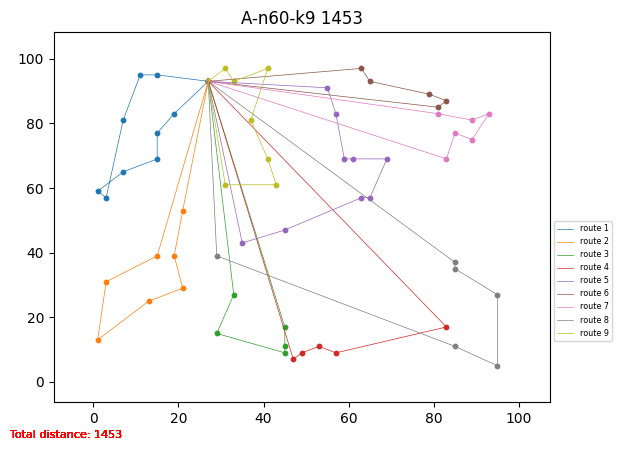 A-n60-k9 1453
100
80
60
40
20
0
0 20 40 60 80 100
route 1
route 2
route 3
route 4
route 5
route 6
route 7
route 8
route 9
Total distance: 1453